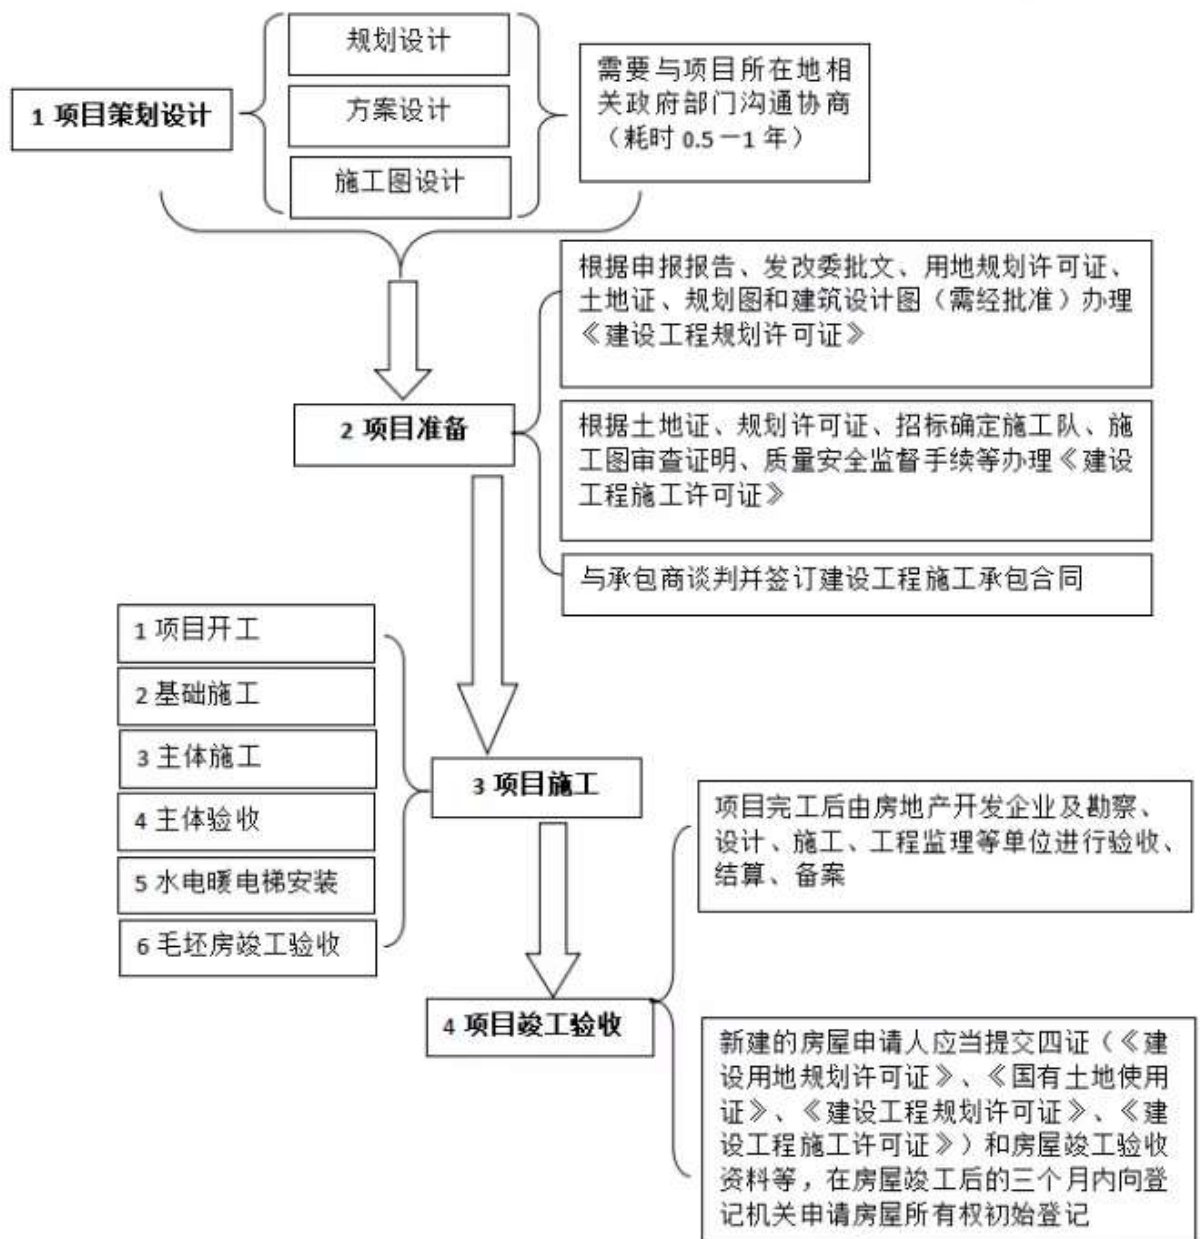 1 项目策划设计
规划设计
方案设计
施工图设计
需要与项目所在地相
关政府部门沟通协商
（耗时 0.5－1 年）
根据申报报告、发改委批文、用地规划许可证、
土地证、规划图和建筑设计图（需经批准）办理
《建设工程规划许可证》
2 项目准备
根据土地证、规划许可证、招标确定施工队、施
工图审查证明、质量安全监督手续等办理《建设
工程施工许可证》
与承包商谈判并签订建设工程施工承包合同
1 项目开工
2 基础施工
3 主体施工
4 主体验收
5 水电暖电梯安装
6 毛坯房竣工验收
3 项目施工
项目完工后由房地产开发企业及勘察、
设计、施工、工程监理等单位进行验收、
结算、备案
4 项目竣工验收
新建的房屋申请人应当提交四证（《建
设用地规划许可证》、《国有土地使用
证》、《建设工程规划许可证》、《建
设工程施工许可证》）和房屋竣工验收
资料等，在房屋竣工后的三个月内向登
记机关申请房屋所有权初始登记